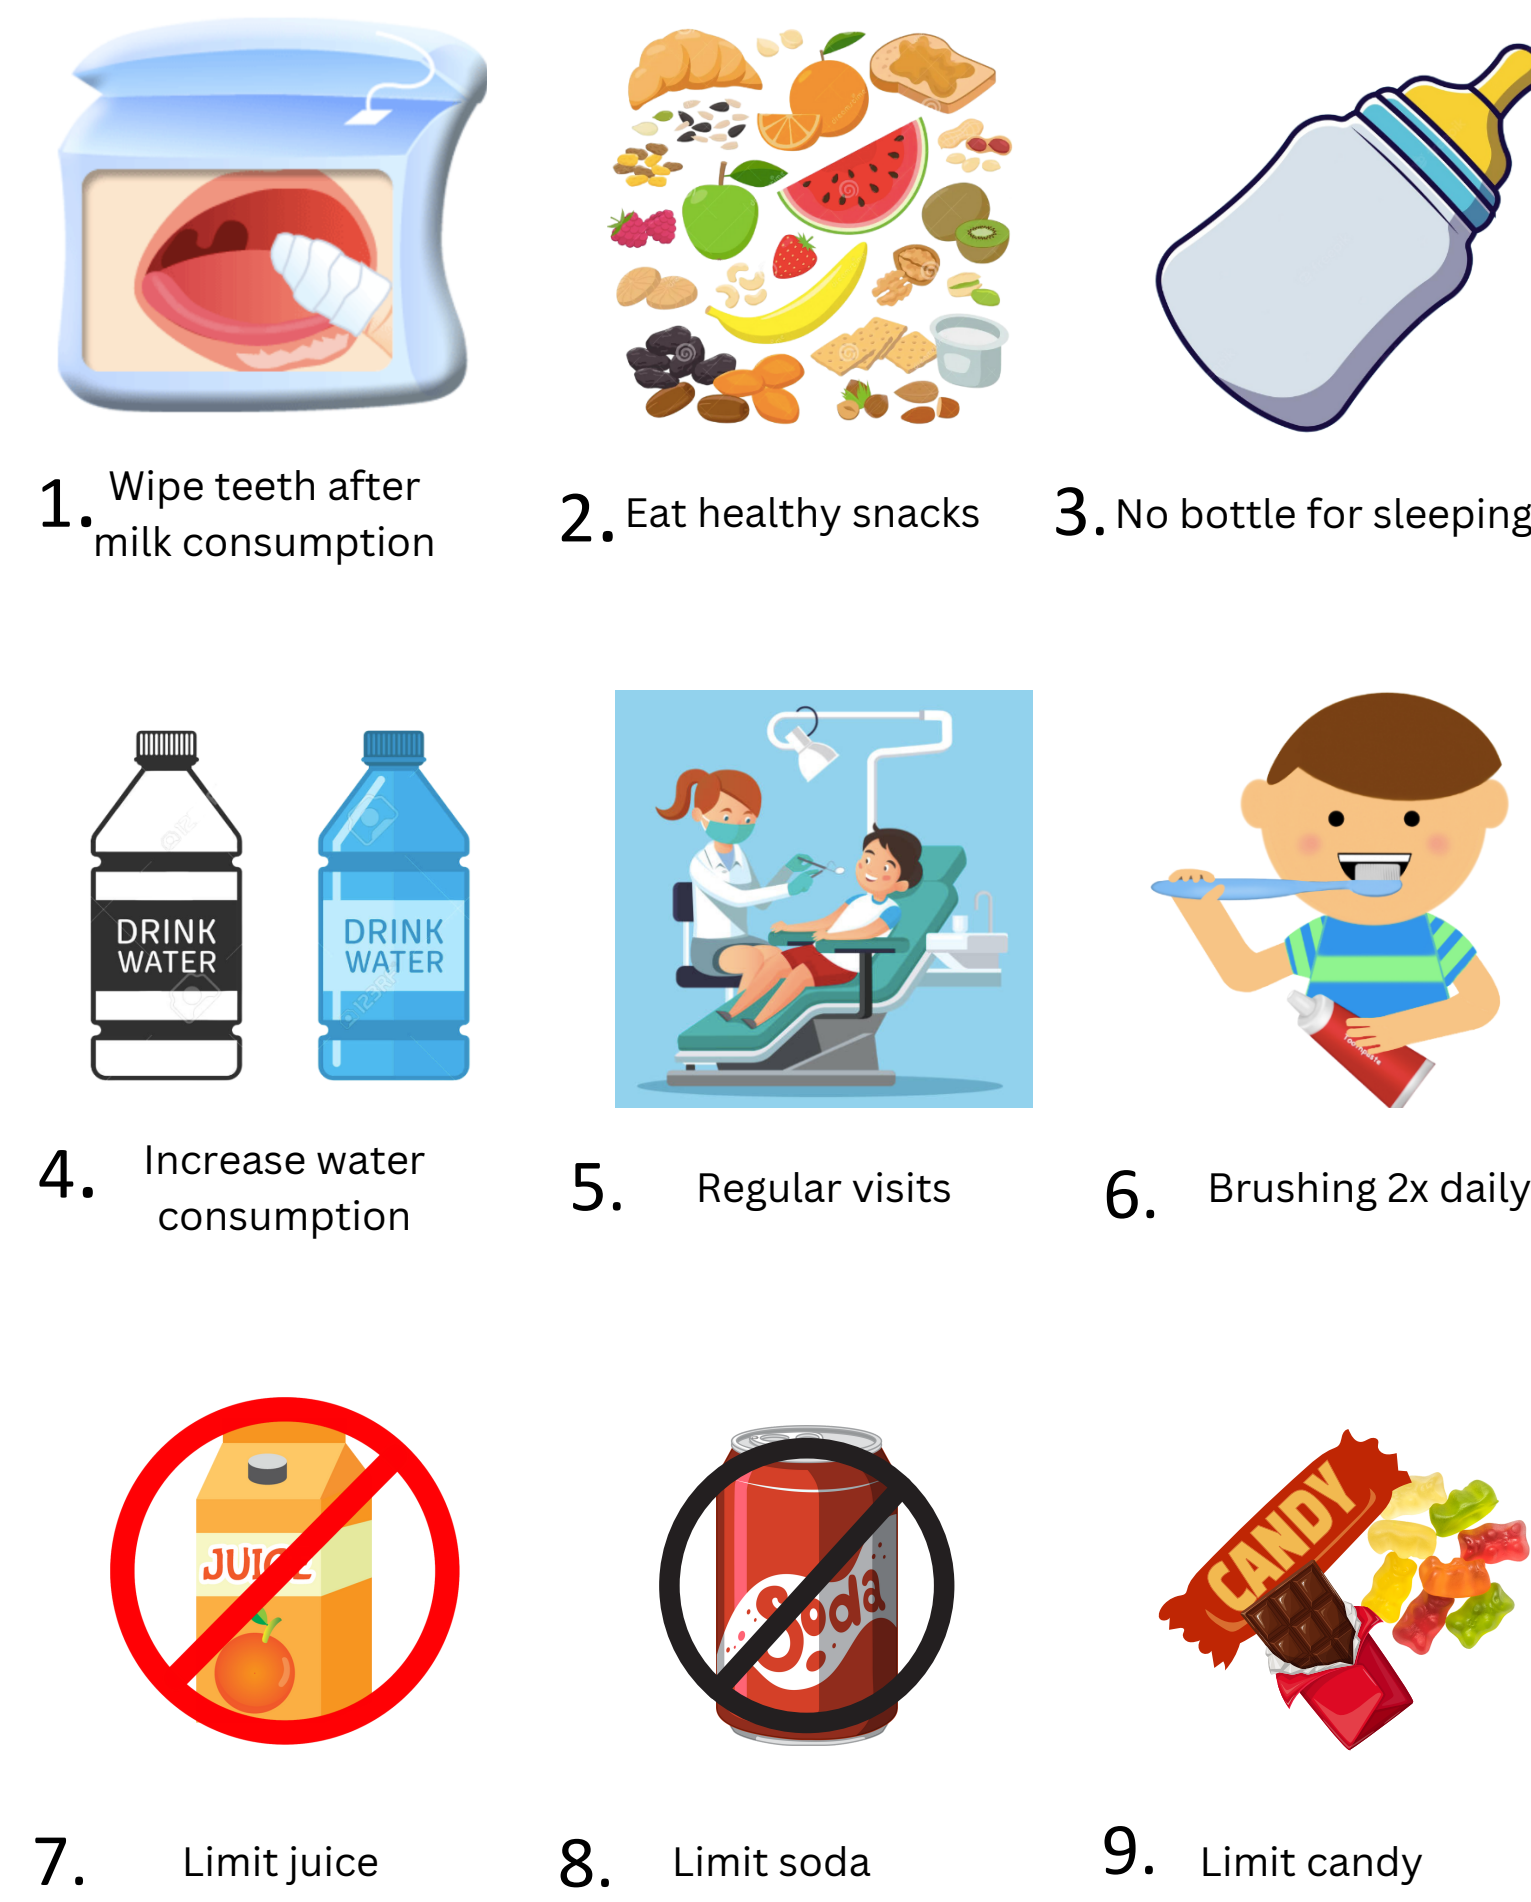 1. Wipe teeth after
milk consumption
2. Eat healthy snacks
3. No bottle for sleeping
DRINK
WATER
DRINK
WATER
Toothpaste
4. Increase water
consumption
5. Regular visits
6. Brushing 2x daily
JUICE
Soda
CANDY
7. Limit juice
8. Limit soda
9. Limit candy